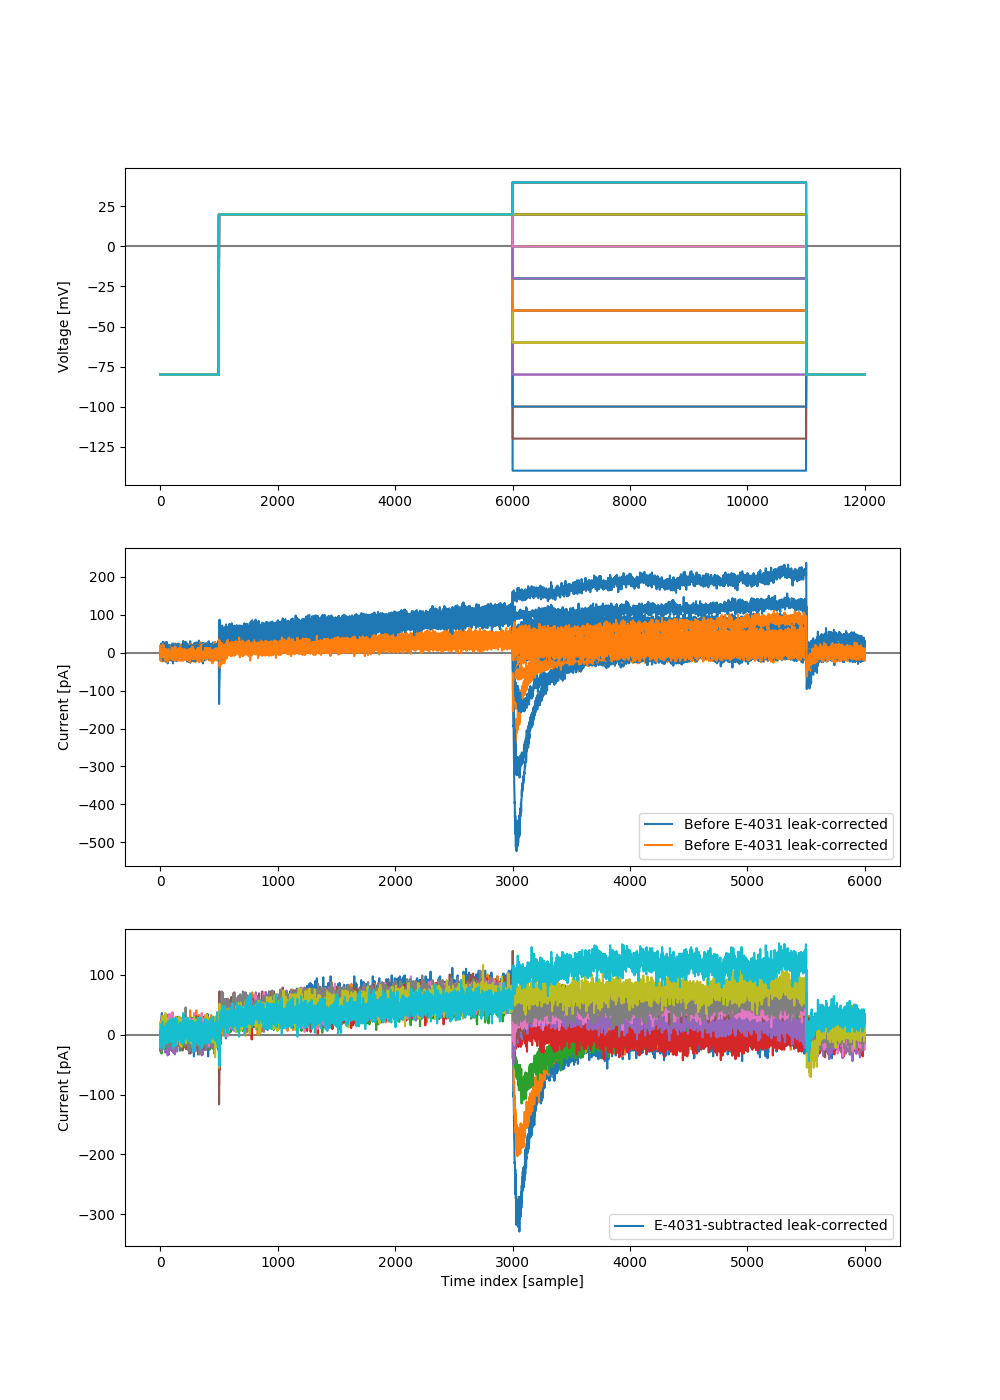 25
0
−25
−50
−75
−100
−125
Voltage [mV]
0 2000 4000 6000 8000 10000 12000
200
100
0
−100
−200
−300
−400
−500
Current [pA]
Before E-4031 leak-corrected
Before E-4031 leak-corrected
0 1000 2000 3000 4000 5000 6000
100
0
−100
−200
−300
Current [pA]
E-4031-subtracted leak-corrected
0 1000 2000 3000 4000 5000 6000
Time index [sample]